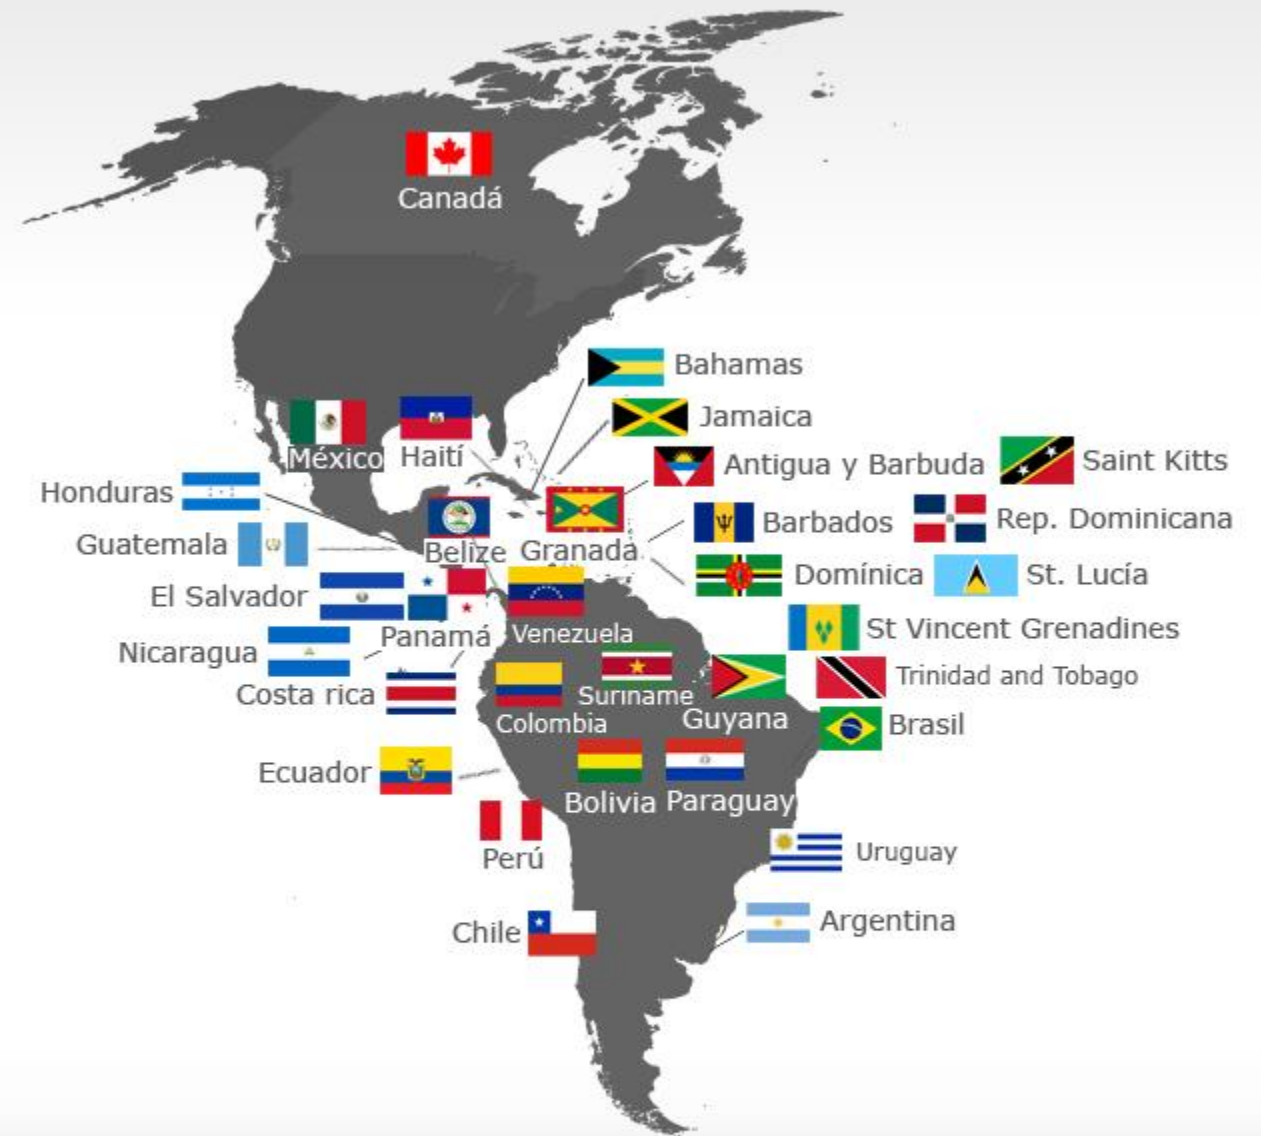 Canadá
Bahamas
México
Haití
Jamaica
Antigua y Barbuda
Saint Kitts
Honduras
Barbados
Rep. Dominicana
Guatemala
Belize
Granada
Domínica
St. Lucía
El Salvador
Panamá
Venezuela
St Vincent Grenadines
Nicaragua
Costa rica
Colombia
Suriname
Guyana
Trinidad and Tobago
Brasil
Ecuador
Bolivia
Paraguay
Perú
Uruguay
Chile
Argentina